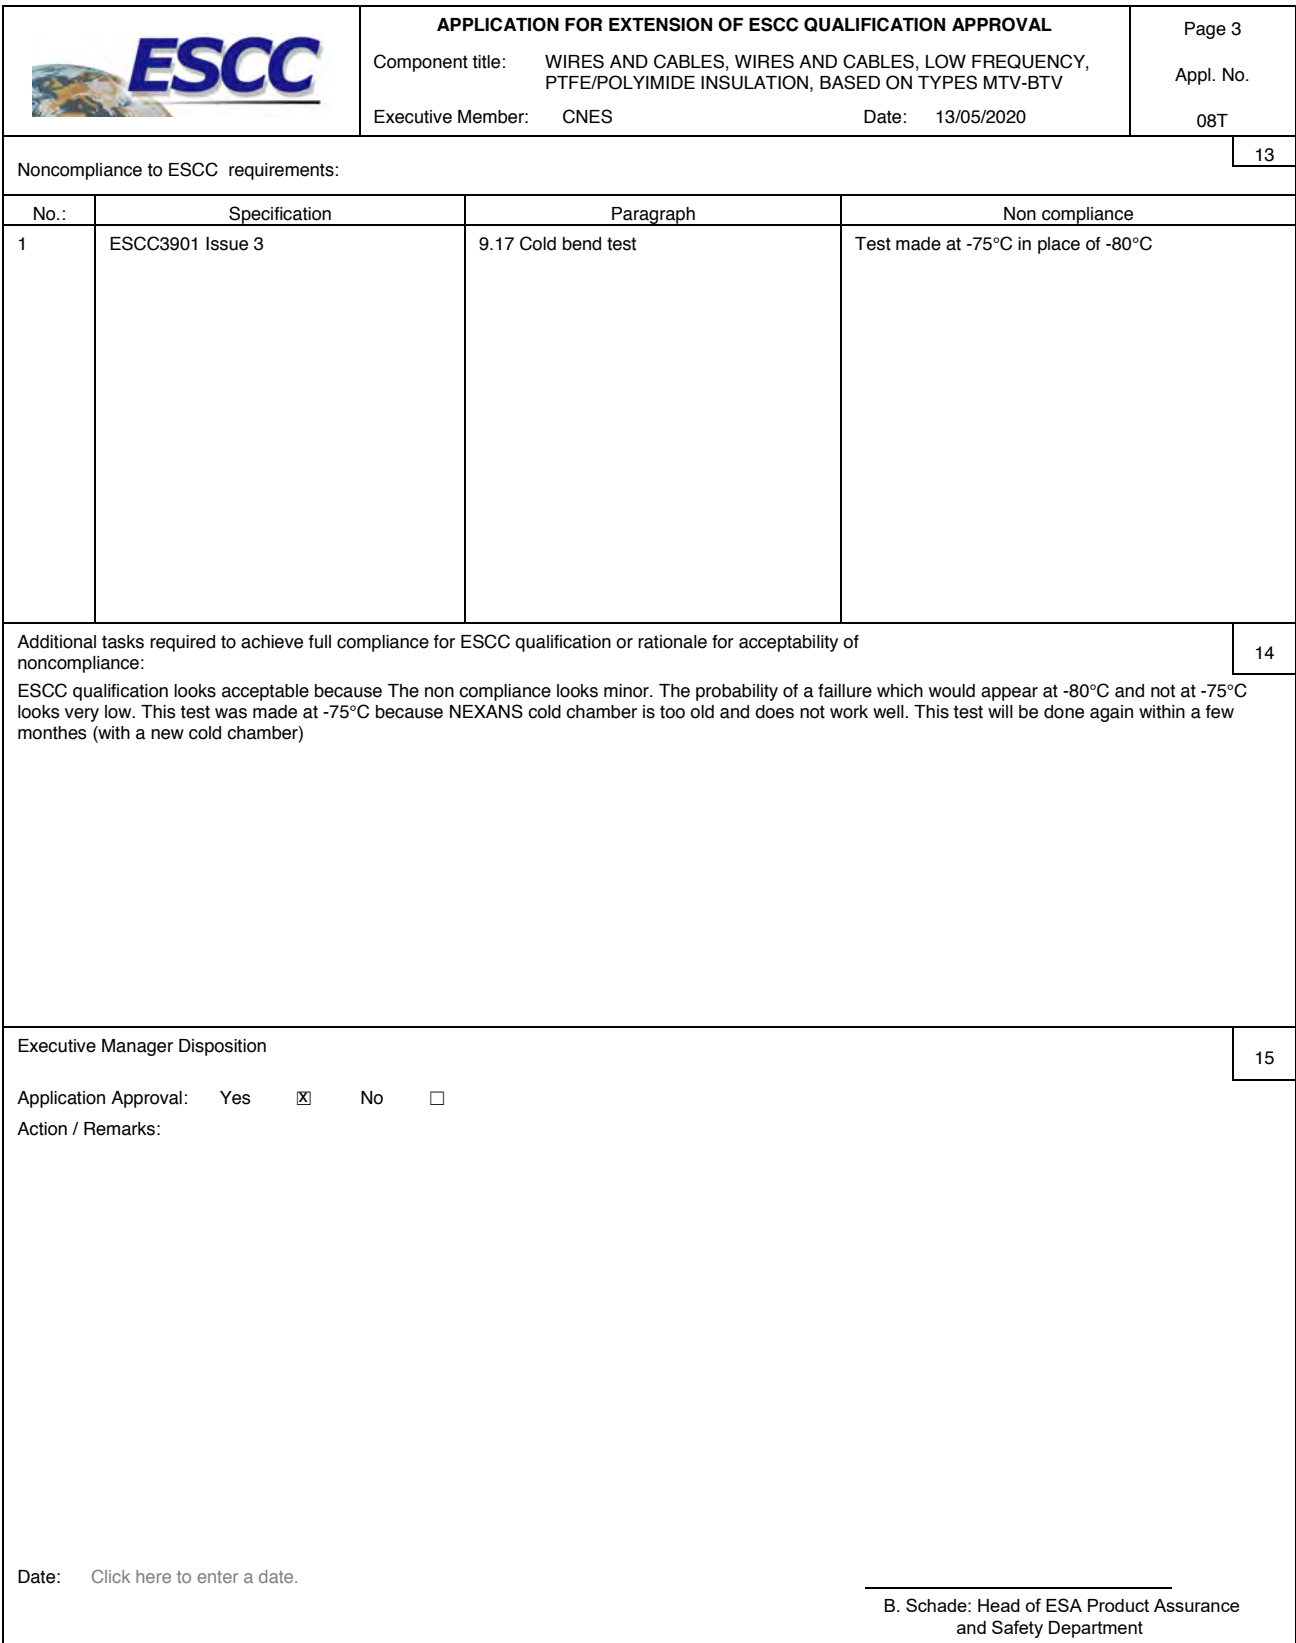 ESCC
APPLICATION FOR EXTENSION OF ESCC QUALIFICATION APPROVAL
Component title: WIRES AND CABLES, WIRES AND CABLES, LOW FREQUENCY,
PTFE/POLYIMIDE INSULATION, BASED ON TYPES MTV-BTV
Executive Member: CNES Date: 13/05/2020
Page 3
Appl. No.
08T
Noncompliance to ESCC requirements:
13
No.: Specification Paragraph Non compliance
1 ESCC3901 Issue 3 9.17 Cold bend test Test made at -75°C in place of -80°C
Additional tasks required to achieve full compliance for ESCC qualification or rationale for acceptability of
noncompliance:
14
ESCC qualification looks acceptable because The non compliance looks minor. The probability of a faillure which would appear at -80°C and not at -75°C
looks very low. This test was made at -75°C because NEXANS cold chamber is too old and does not work well. This test will be done again within a few
monthes (with a new cold chamber)
Executive Manager Disposition
15
Application Approval: Yes ☒ No ☐
Action / Remarks:
Date: Click here to enter a date.
B. Schade: Head of ESA Product Assurance
and Safety Department